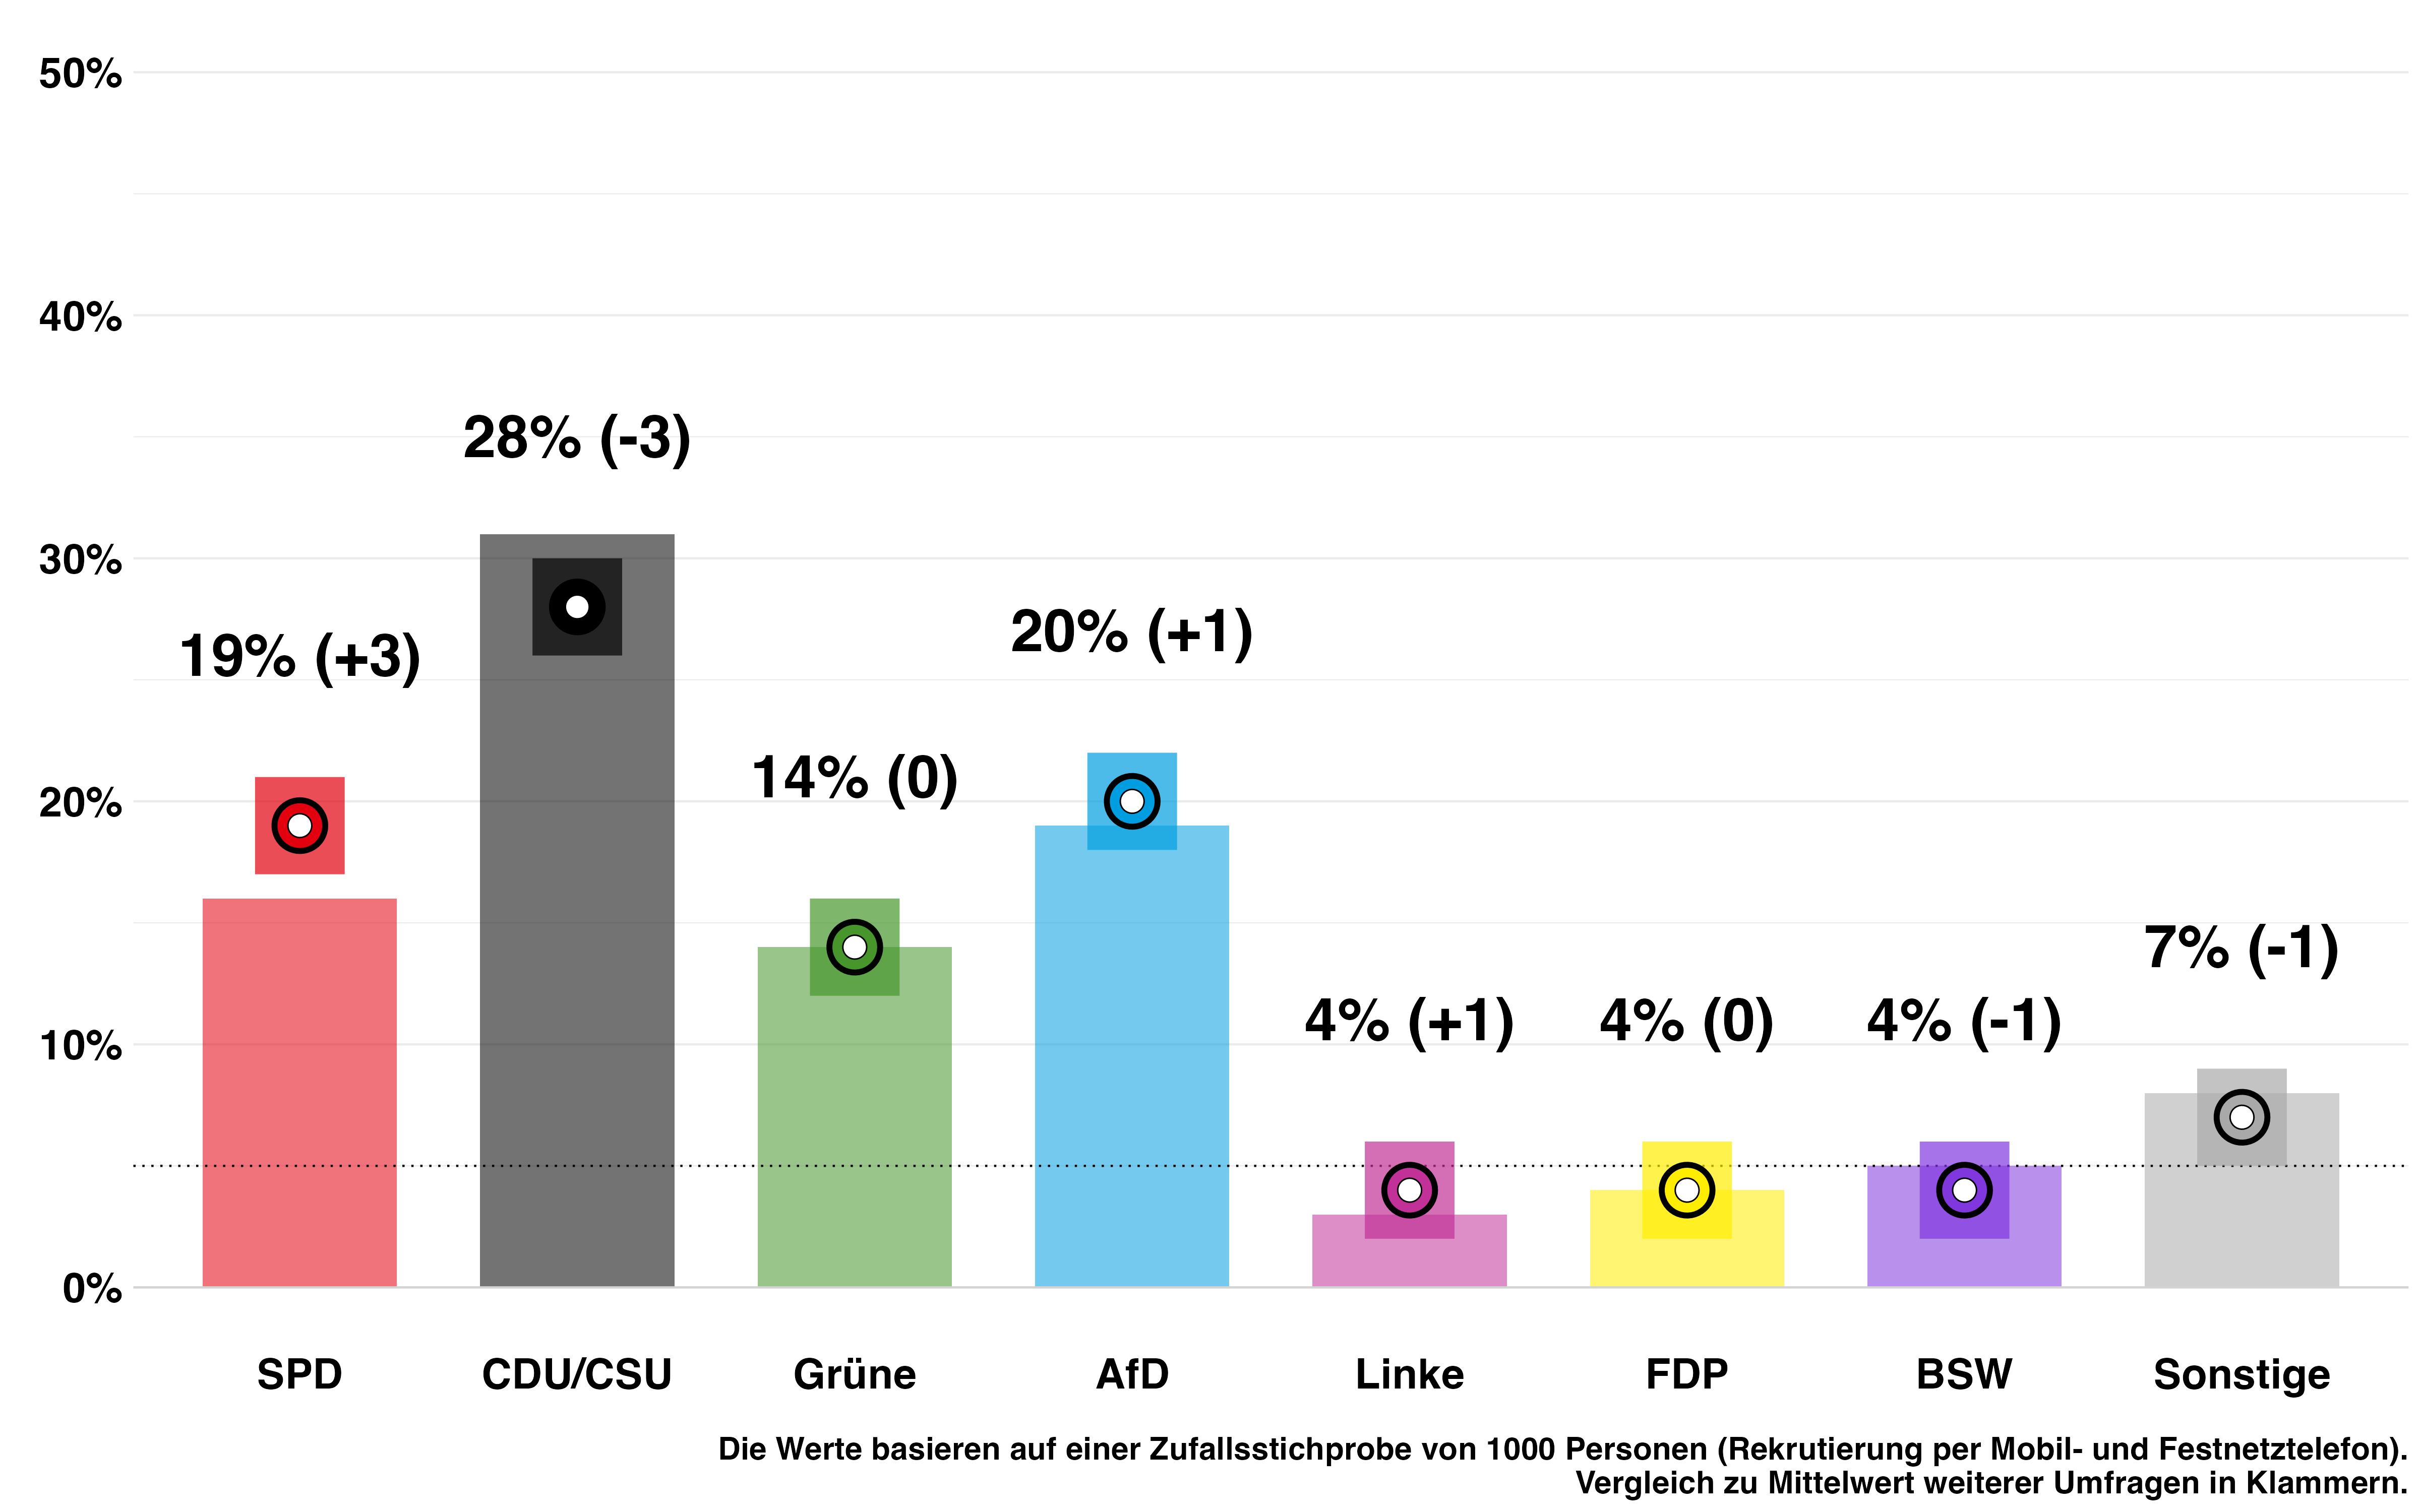 50%
40%
30%
20%
10%
0%
19% (+3)
28% (-3)
14% (0)
20% (+1)
4% (+1)
4% (0)
4% (-1)
7% (-1)
SPD
CDU/CSU
Grüne
AfD
Linke
FDP
BSW
Sonstige
Die Werte basieren auf einer Zufallsstichprobe von 1000 Personen (Rekrutierung per Mobil- und Festnetztelefon).
Vergleich zu Mittelwert weiterer Umfragen in Klammern.